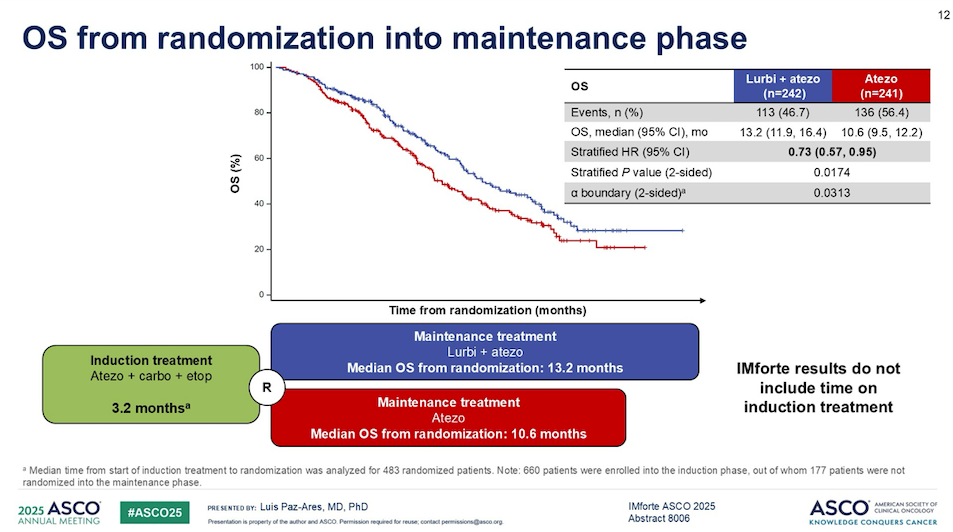 12
OS from randomization into maintenance phase
100
80
60
40
20
0
OS (%)
Time from randomization (months)
OS
Lurbi + atezo
(n=242)
Atezo
(n=241)
Events, n (%) 113 (46.7) 136 (56.4)
OS, median (95% CI), mo 13.2 (11.9, 16.4) 10.6 (9.5, 12.2)
Stratified HR (95% CI) 0.73 (0.57, 0.95)
Stratified P value (2-sided) 0.0174
α boundary (2-sided)ᵃ 0.0313
Induction treatment
Atezo + carbo + etop
3.2 monthsᵃ
R
Maintenance treatment
Lurbi + atezo
Median OS from randomization: 13.2 months
Maintenance treatment
Atezo
Median OS from randomization: 10.6 months
IMforte results do not
include time on
induction treatment
ᵃ Median time from start of induction treatment to randomization was analyzed for 483 randomized patients. Note: 660 patients were enrolled into the induction phase, out of whom 177 patients were not
randomized into the maintenance phase.
2025 ASCO
ANNUAL MEETING
#ASCO25
PRESENTED BY: Luis Paz-Ares, MD, PhD
Presentation is property of the author and ASCO. Permission required for reuse; contact permissions@asco.org.
IMforte ASCO 2025
Abstract 8006
ASCO AMERICAN SOCIETY OF
CLINICAL ONCOLOGY
KNOWLEDGE CONQUERS CANCER